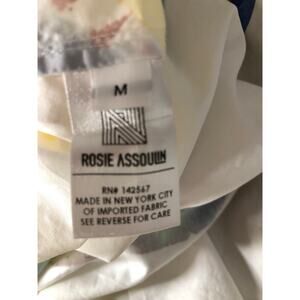 M
ROSIE ASSOULIN
RN# 142567
MADE IN NEW YORK CITY
OF IMPORTED FABRIC
SEE REVERSE FOR CARE